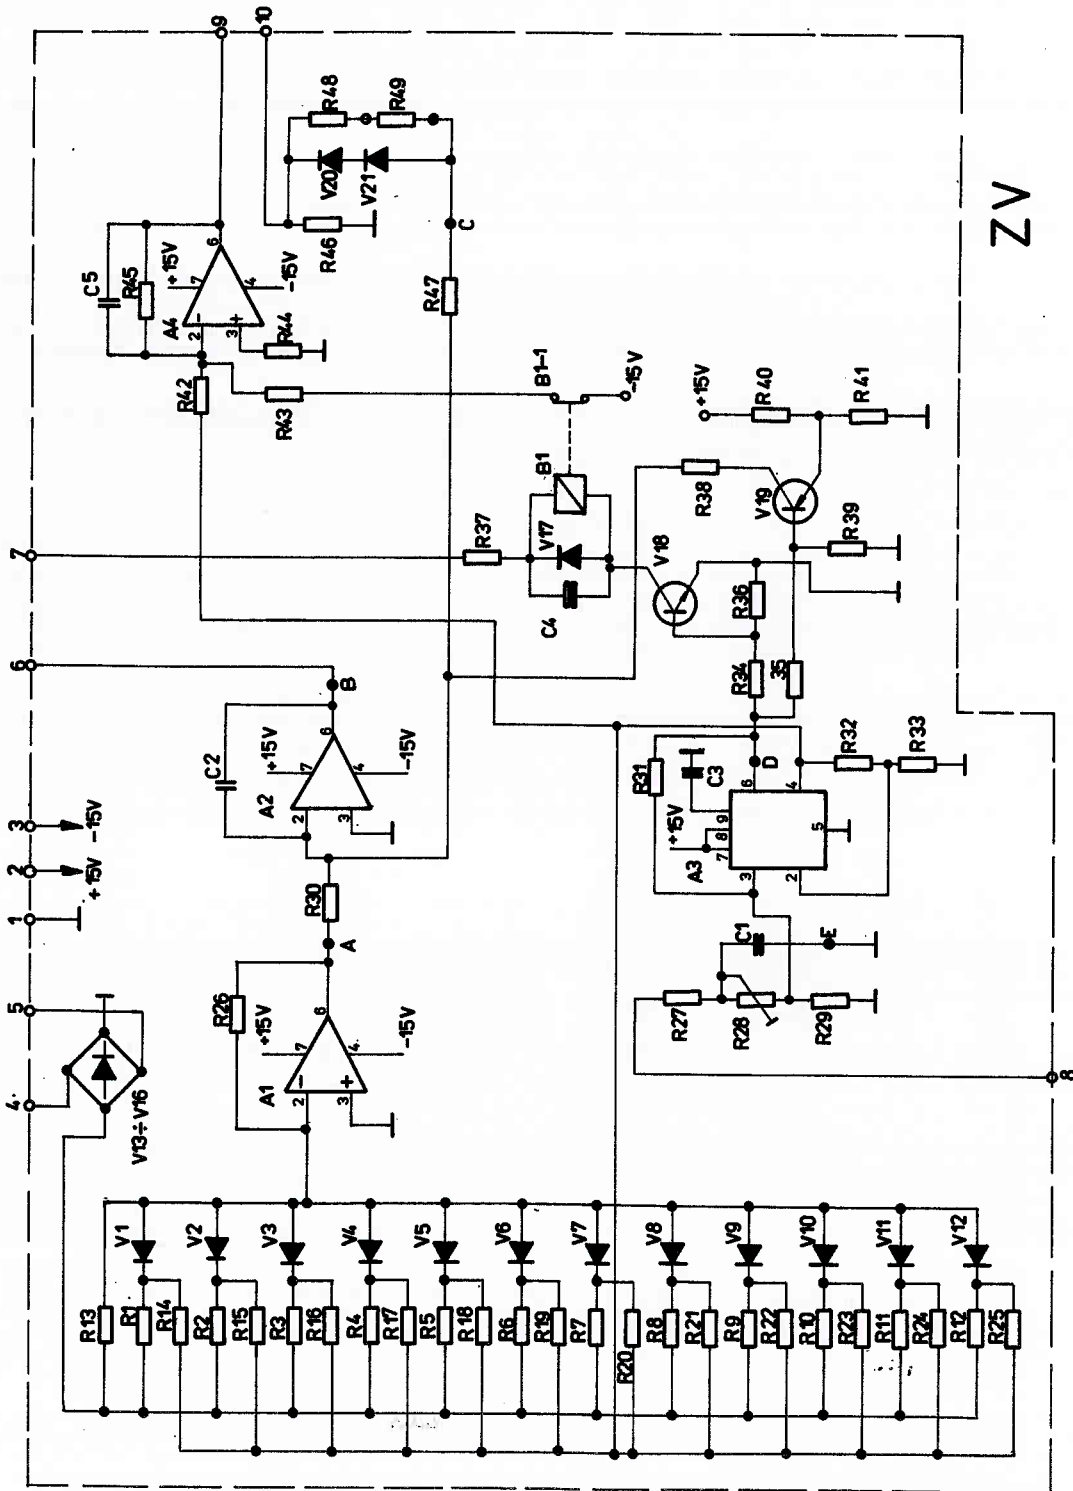 9
10
7
6
3
2
1
5
4
8
-15V
+15V
V13÷V16
C5
R45
A4
+15V
-15V
2
3
7
6
4
-
+
R44
R42
R43
R46
V20
V21
R48
R49
C
R47
B1-1
-15V
B1
R37
V17
C4
V18
R38
V19
+15V
R40
R41
R39
R36
R34
35
B
C2
A2
+15V
-15V
2
3
7
6
4
R30
A
R26
A1
+15V
-15V
2
3
7
6
4
-
+
R31
C3
D
+15V
A3
3
2
7
8
9
6
4
5
R32
R33
C1
E
R27
R28
R29
R13
V1
R1
R14
V2
R2
R15
V3
R3
R16
V4
R4
R17
V5
R5
R18
V6
R6
R19
V7
R7
R20
V8
R8
R21
V9
R9
R22
V10
R10
R23
V11
R11
R24
V12
R12
R25
ZV